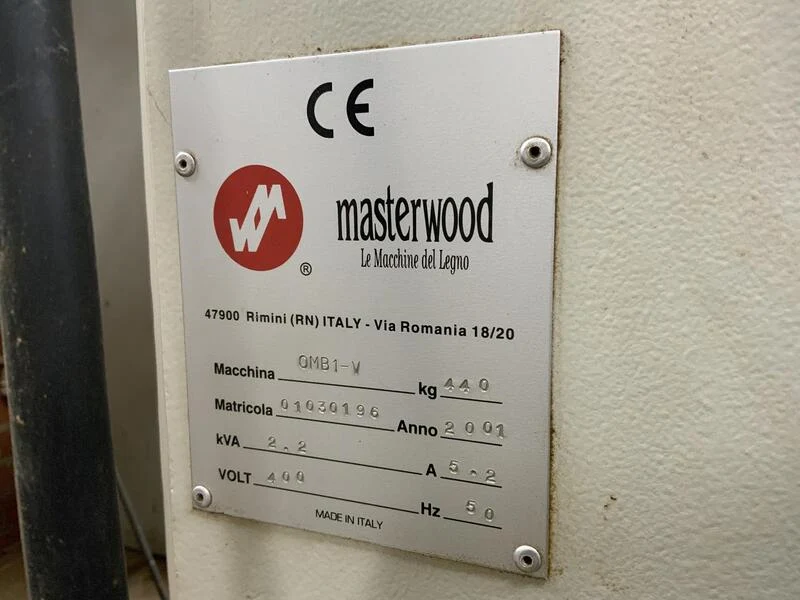 CE
masterwood
Le Macchine del Legno
®
47900 Rimini (RN) ITALY - Via Romania 18/20
Macchina OMB1-V kg 440
Matricola 01030196 Anno 2001
kVA 2.2 A 5.2
VOLT 400 Hz 50
MADE IN ITALY